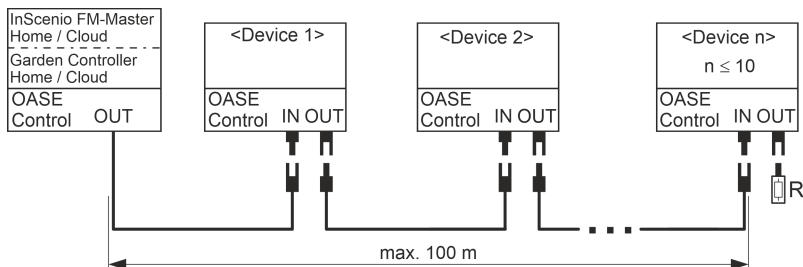 InScenio FM-Master
Home / Cloud
Garden Controller
Home / Cloud
OASE
Control OUT
<Device 1>
OASE
Control IN OUT
<Device 2>
OASE
Control IN OUT
<Device n>
n ≤ 10
OASE
Control IN OUT
R
max. 100 m